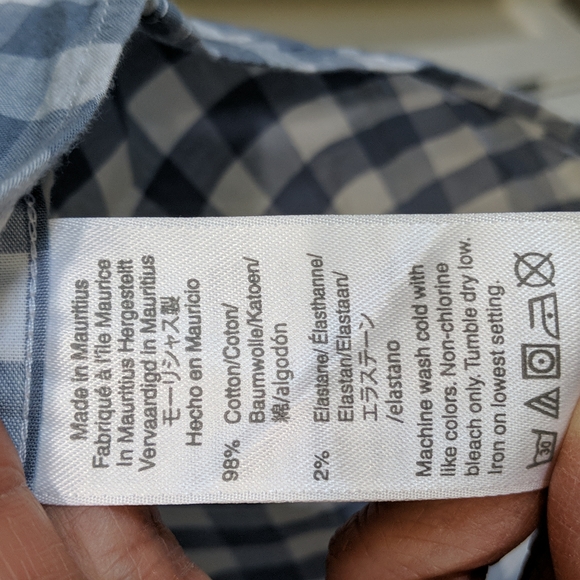 Made in Mauritius
Fabriqué à l'île Maurice
In Mauritius Hergestellt
Vervaardigd in Mauritius
モーリシャス製
Hecho en Mauricio
98% Cotton/Coton/
Baumwolle/Katoen/
綿/algodón
2% Elastane/Élasthanne/
Elastan/Elastaan/
エラステーン
/elastano
Machine wash cold with
like colors. Non-chlorine
bleach only. Tumble dry low.
Iron on lowest setting.
30